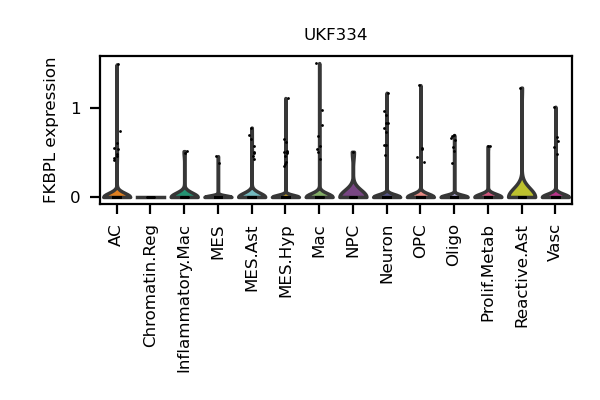 UKF334
FKBPL expression
1
0
AC
Chromatin.Reg
Inflammatory.Mac
MES
MES.Ast
MES.Hyp
Mac
NPC
Neuron
OPC
Oligo
Prolif.Metab
Reactive.Ast
Vasc